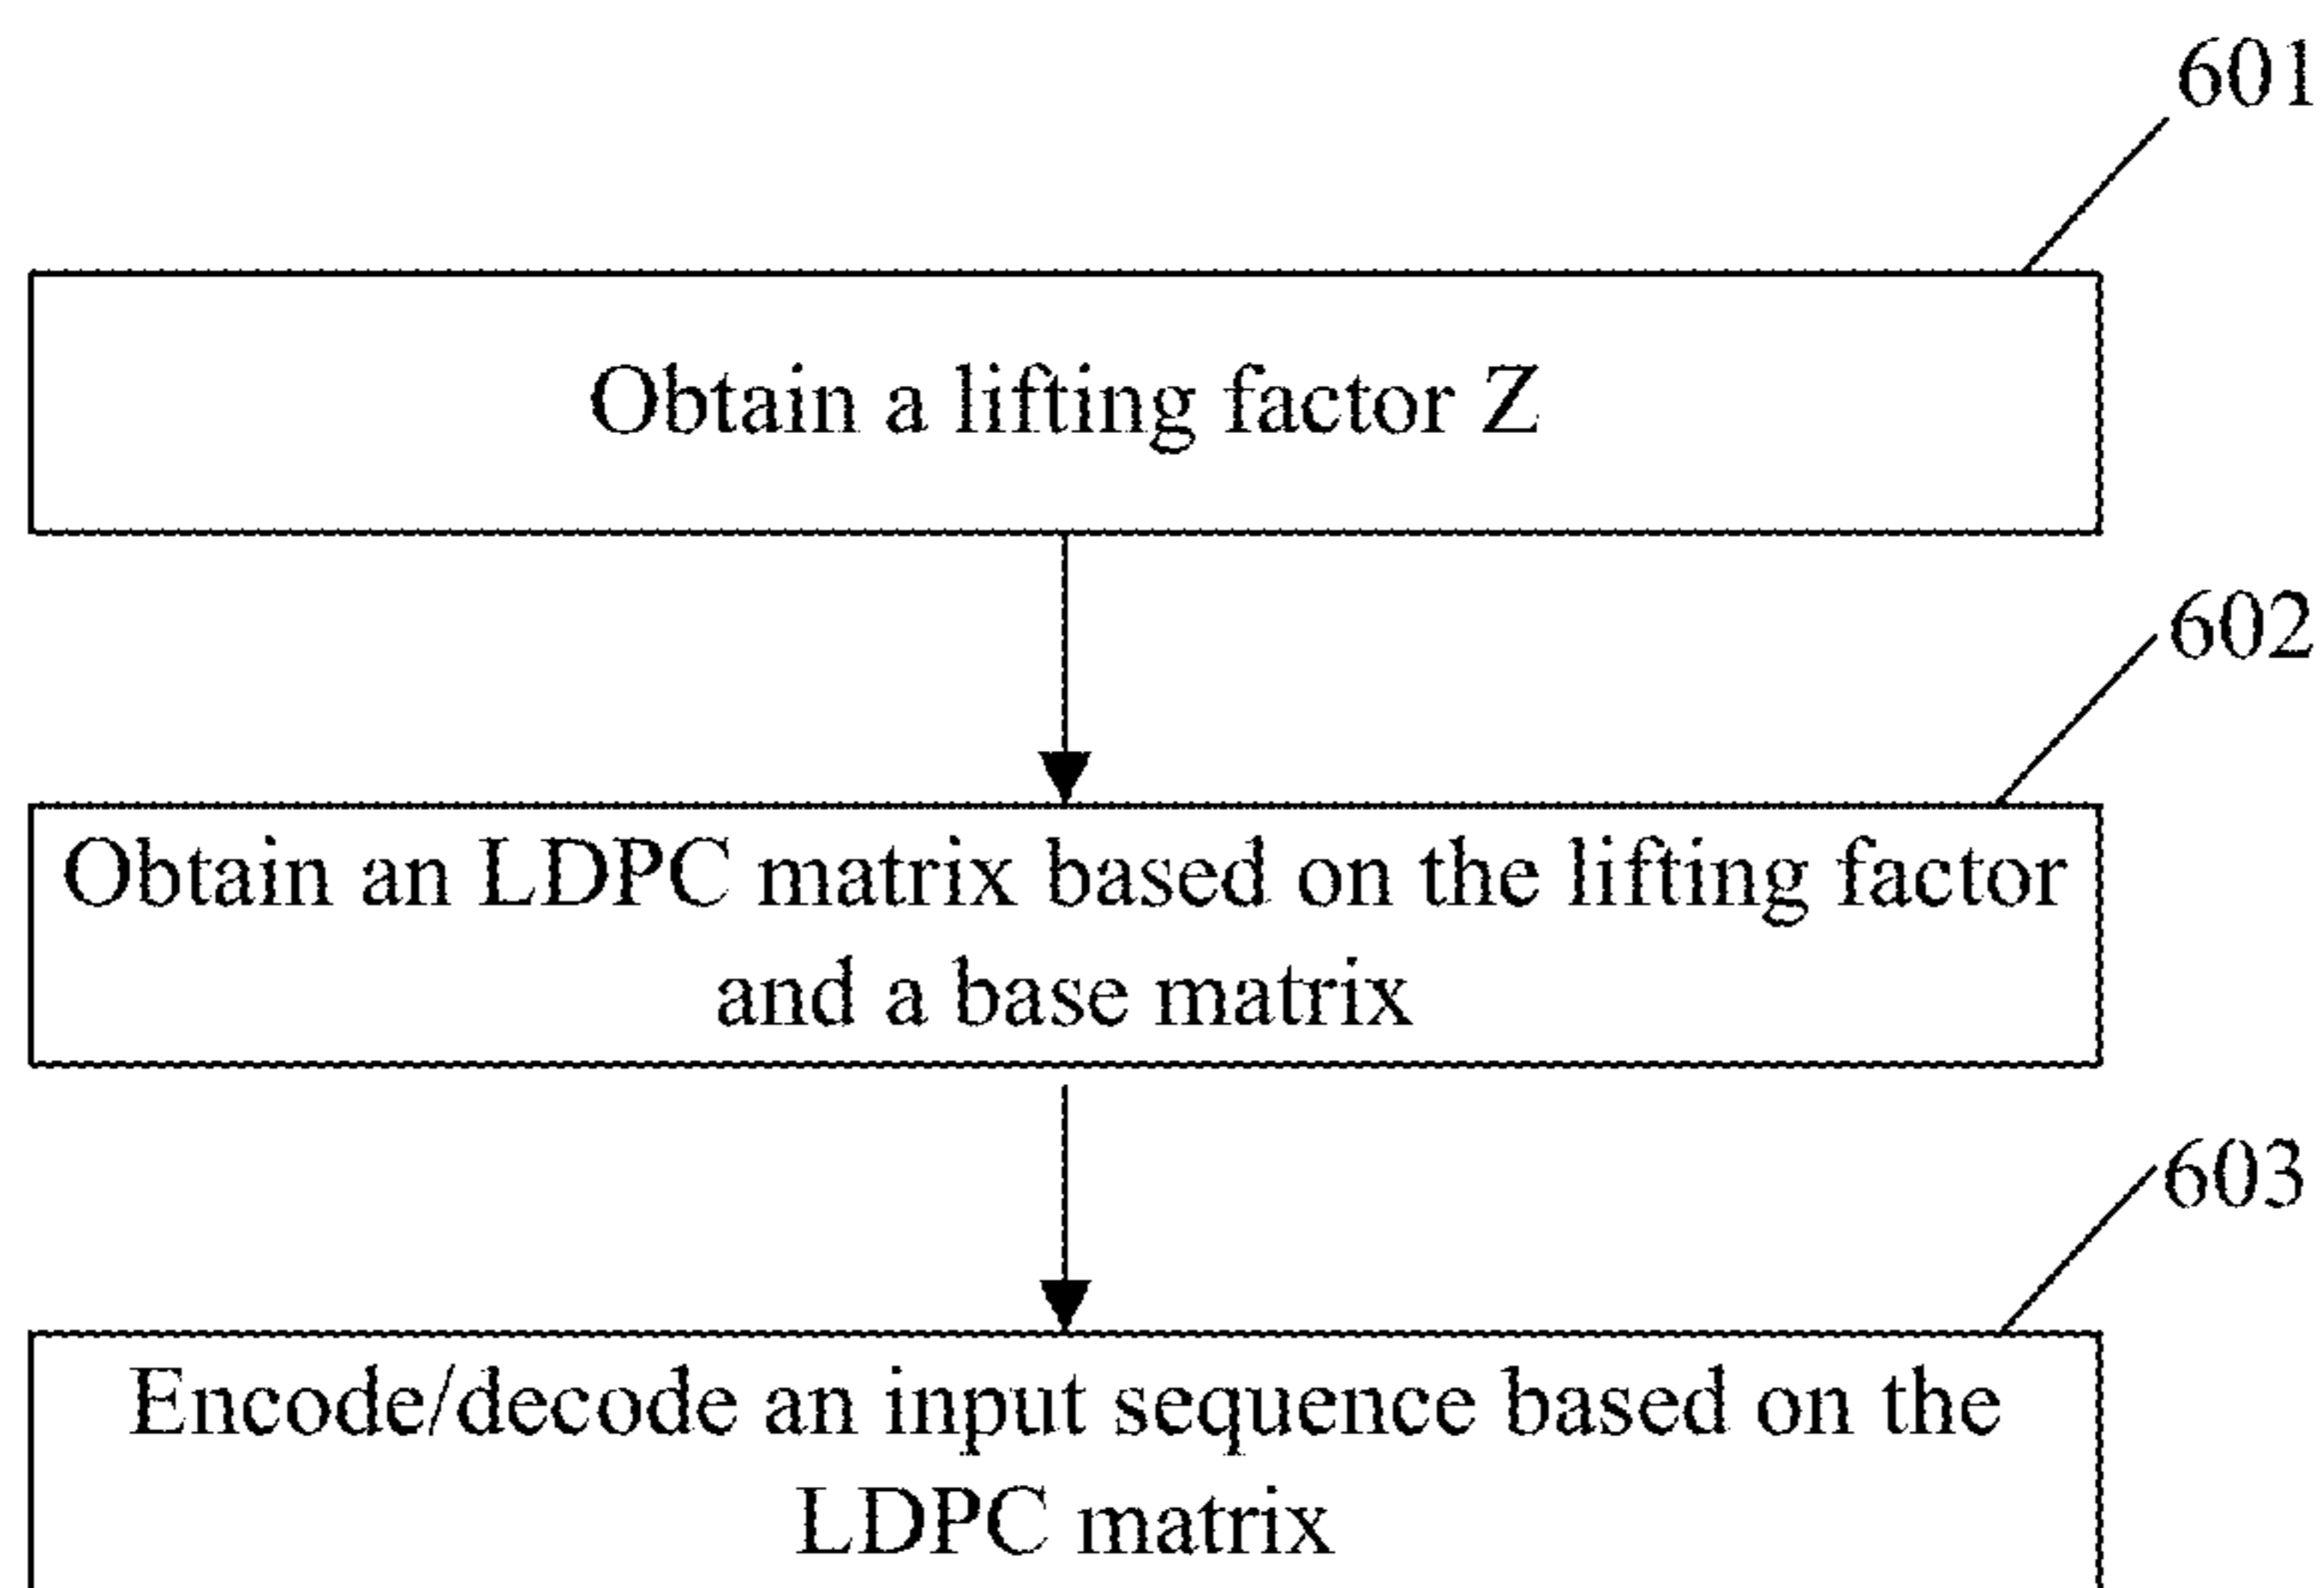 601
Obtain a lifting factor Z
602
Obtain an LDPC matrix based on the lifting factor
and a base matrix
603
Encode/decode an input sequence based on the
LDPC matrix